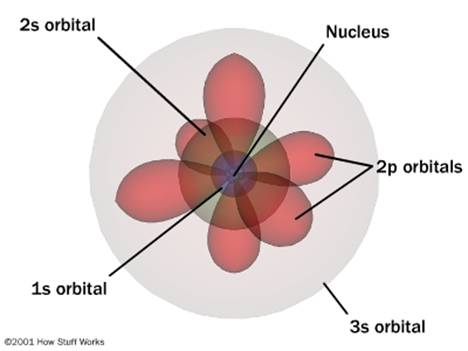 2s orbital
Nucleus
2p orbitals
1s orbital
3s orbital
©2001 How Stuff Works